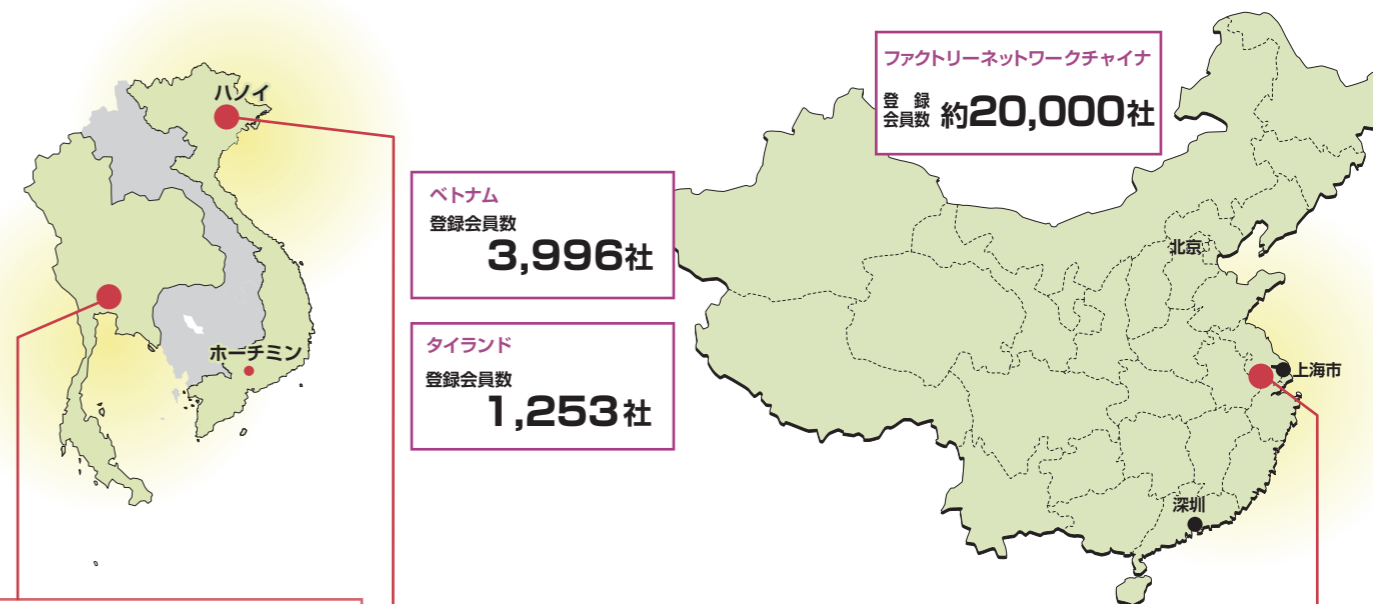 ハノイ
ホーチミン
ベトナム
登録会員数
3,996社
タイランド
登録会員数
1,253社
ファクトリーネットワークチャイナ
登録
会員数 約20,000社
北京
上海市
深圳